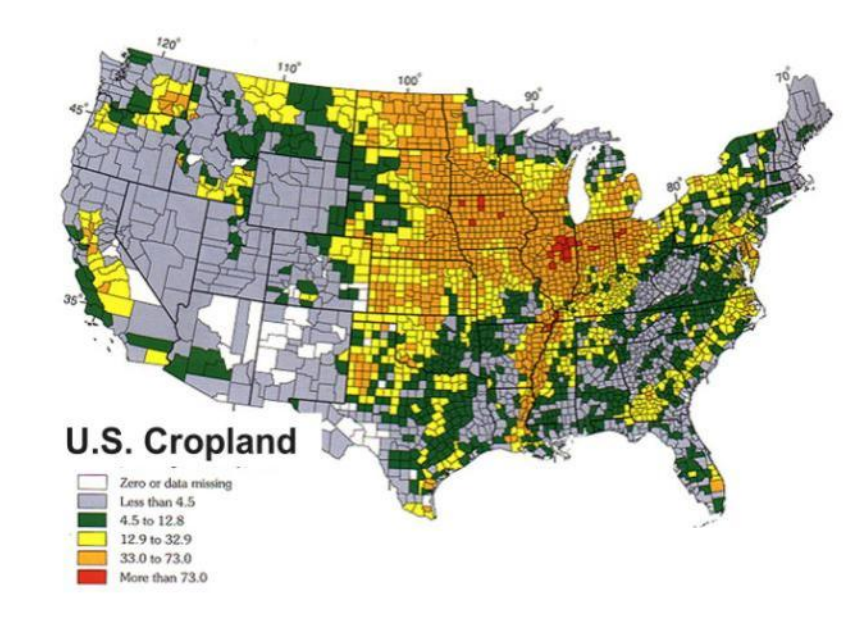 120°
110°
100°
90°
70°
45°
80°
35°
U.S. Cropland
Zero or data missing
Less than 4.5
4.5 to 12.8
12.9 to 32.9
33.0 to 73.0
More than 73.0